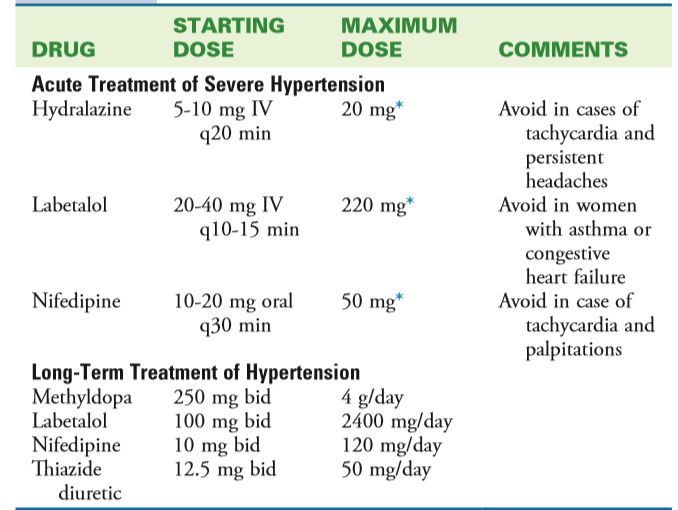 DRUG STARTING DOSE MAXIMUM DOSE COMMENTS
Acute Treatment of Severe Hypertension
Hydralazine 5-10 mg IV 20 mg* Avoid in cases of
q20 min tachycardia and
persistent
headaches
Labetalol 20-40 mg IV 220 mg* Avoid in women
q10-15 min with asthma or
congestive
heart failure
Nifedipine 10-20 mg oral 50 mg* Avoid in case of
q30 min tachycardia and
palpitations
Long-Term Treatment of Hypertension
Methyldopa 250 mg bid 4 g/day
Labetalol 100 mg bid 2400 mg/day
Nifedipine 10 mg bid 120 mg/day
Thiazide 12.5 mg bid 50 mg/day
diuretic